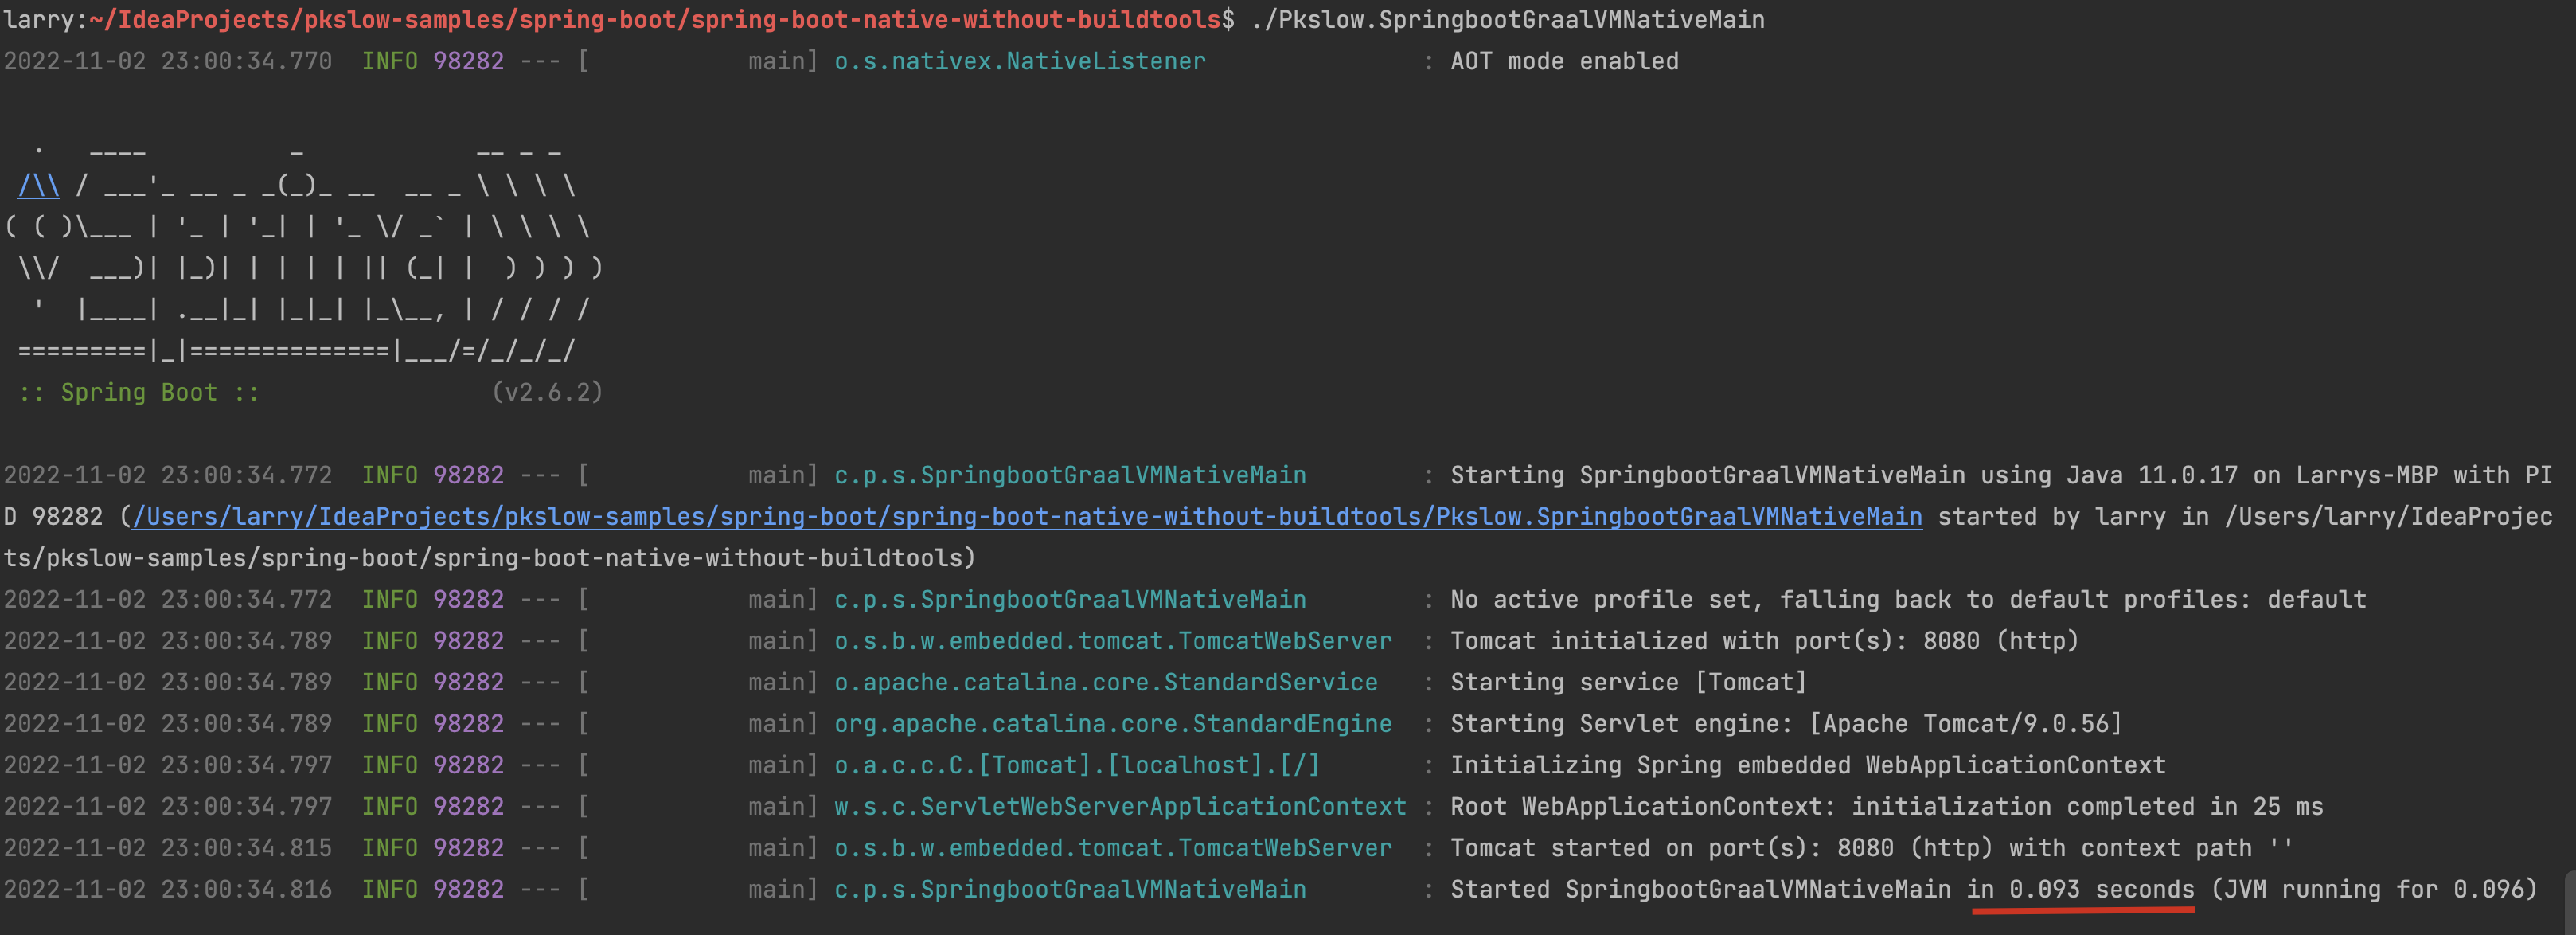 larry:~/IdeaProjects/pkslow-samples/spring-boot/spring-boot-native-without-buildtools$ ./Pkslow.SpringbootGraalVMNativeMain
2022-11-02 23:00:34.770  INFO 98282 --- [           main] o.s.nativex.NativeListener               : AOT mode enabled

  .   ____          _            __ _ _
 /\\ / ___'_ __ _ _(_)_ __  __ _ \ \ \ \
( ( )\___ | '_ | '_| | '_ \/ _` | \ \ \ \
 \\/  ___)| |_)| | | | | || (_| |  ) ) ) )
  '  |____| .__|_| |_|_| |_\__, | / / / /
 =========|_|==============|___/=/_/_/_/
 :: Spring Boot ::                (v2.6.2)

2022-11-02 23:00:34.772  INFO 98282 --- [           main] c.p.s.SpringbootGraalVMNativeMain        : Starting SpringbootGraalVMNativeMain using Java 11.0.17 on Larrys-MBP with PI
D 98282 (/Users/larry/IdeaProjects/pkslow-samples/spring-boot/spring-boot-native-without-buildtools/Pkslow.SpringbootGraalVMNativeMain started by larry in /Users/larry/IdeaProjec
ts/pkslow-samples/spring-boot/spring-boot-native-without-buildtools)
2022-11-02 23:00:34.772  INFO 98282 --- [           main] c.p.s.SpringbootGraalVMNativeMain        : No active profile set, falling back to default profiles: default
2022-11-02 23:00:34.789  INFO 98282 --- [           main] o.s.b.w.embedded.tomcat.TomcatWebServer  : Tomcat initialized with port(s): 8080 (http)
2022-11-02 23:00:34.789  INFO 98282 --- [           main] o.apache.catalina.core.StandardService   : Starting service [Tomcat]
2022-11-02 23:00:34.789  INFO 98282 --- [           main] org.apache.catalina.core.StandardEngine  : Starting Servlet engine: [Apache Tomcat/9.0.56]
2022-11-02 23:00:34.797  INFO 98282 --- [           main] o.a.c.c.C.[Tomcat].[localhost].[/]       : Initializing Spring embedded WebApplicationContext
2022-11-02 23:00:34.797  INFO 98282 --- [           main] w.s.c.ServletWebServerApplicationContext : Root WebApplicationContext: initialization completed in 25 ms
2022-11-02 23:00:34.815  INFO 98282 --- [           main] o.s.b.w.embedded.tomcat.TomcatWebServer  : Tomcat started on port(s): 8080 (http) with context path ''
2022-11-02 23:00:34.816  INFO 98282 --- [           main] c.p.s.SpringbootGraalVMNativeMain        : Started SpringbootGraalVMNativeMain in 0.093 seconds (JVM running for 0.096)